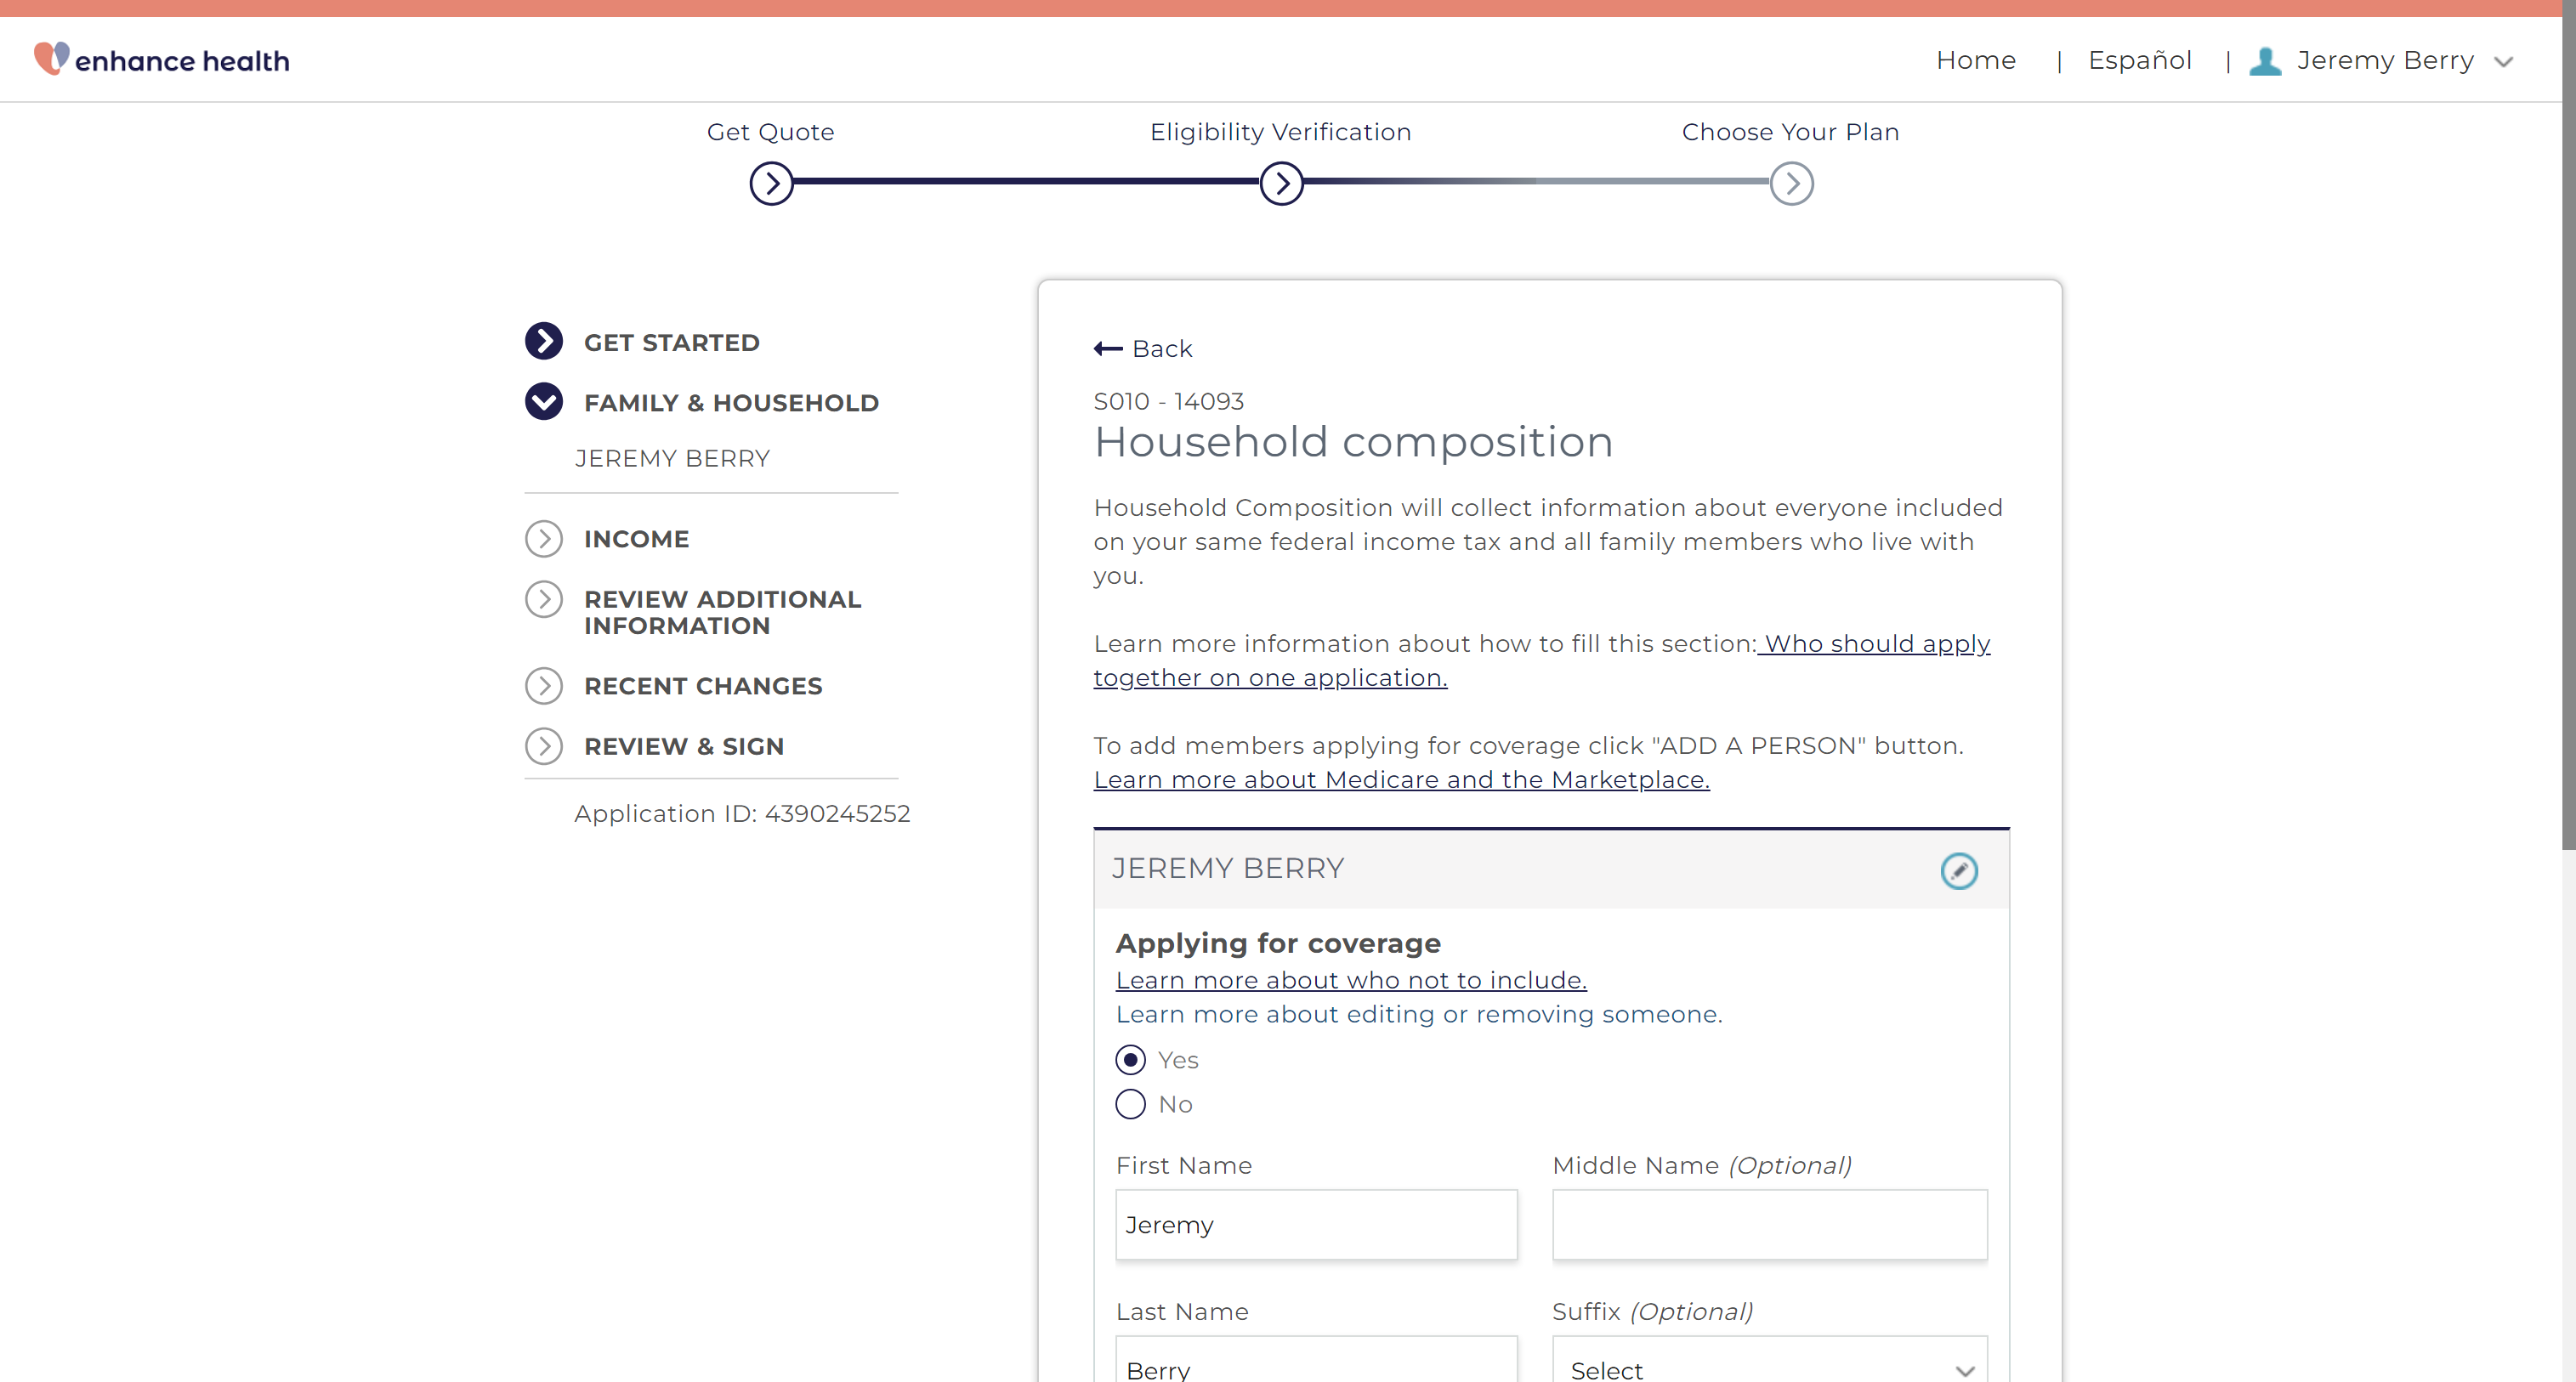 enhance health
Home | Español | Jeremy Berry
Get Quote
Eligibility Verification
Choose Your Plan
GET STARTED
FAMILY & HOUSEHOLD
JEREMY BERRY
INCOME
REVIEW ADDITIONAL
INFORMATION
RECENT CHANGES
REVIEW & SIGN
Application ID: 4390245252
Back
S010 - 14093
Household composition
Household Composition will collect information about everyone included
on your same federal income tax and all family members who live with
you.
Learn more information about how to fill this section: Who should apply
together on one application.
To add members applying for coverage click "ADD A PERSON" button.
Learn more about Medicare and the Marketplace.
JEREMY BERRY
Applying for coverage
Learn more about who not to include.
Learn more about editing or removing someone.
Yes
No
First Name
Middle Name (Optional)
Jeremy
Last Name
Suffix (Optional)
Berry
Select